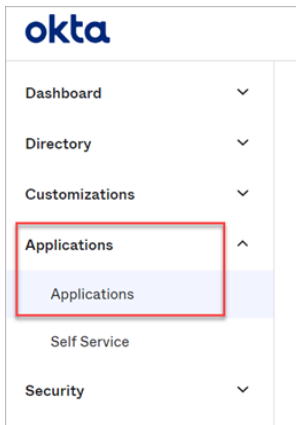 okta
Dashboard
Directory
Customizations
Applications
Applications
Self Service
Security